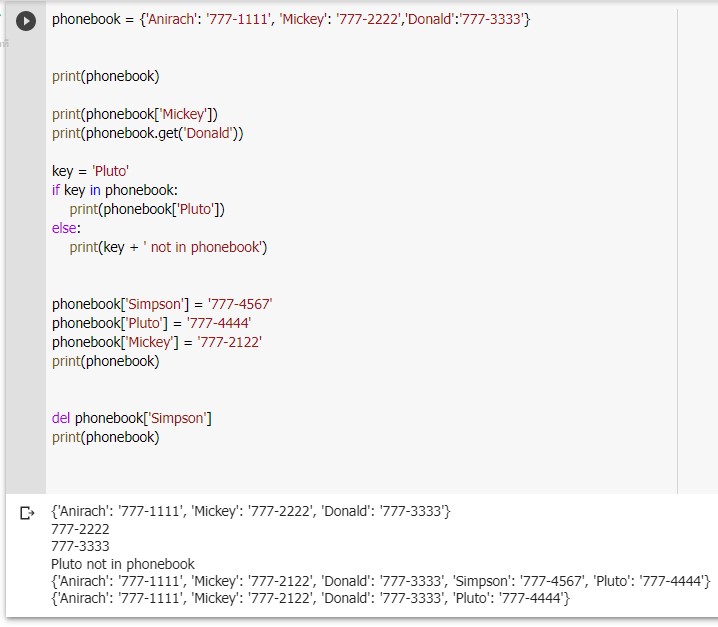 phonebook = {'Anirach': '777-1111', 'Mickey': '777-2222','Donald':'777-3333'}
print(phonebook)
print(phonebook['Mickey'])
print(phonebook.get('Donald'))
key = 'Pluto'
if key in phonebook:
print(phonebook['Pluto'])
else:
print(key + ' not in phonebook')
phonebook['Simpson'] = '777-4567'
phonebook['Pluto'] = '777-4444'
phonebook['Mickey'] = '777-2122'
print(phonebook)
del phonebook['Simpson']
print(phonebook)
{'Anirach': '777-1111', 'Mickey': '777-2222', 'Donald': '777-3333'}
777-2222
777-3333
Pluto not in phonebook
{'Anirach': '777-1111', 'Mickey': '777-2122', 'Donald': '777-3333', 'Simpson': '777-4567', 'Pluto': '777-4444'}
{'Anirach': '777-1111', 'Mickey': '777-2122', 'Donald': '777-3333', 'Pluto': '777-4444'}